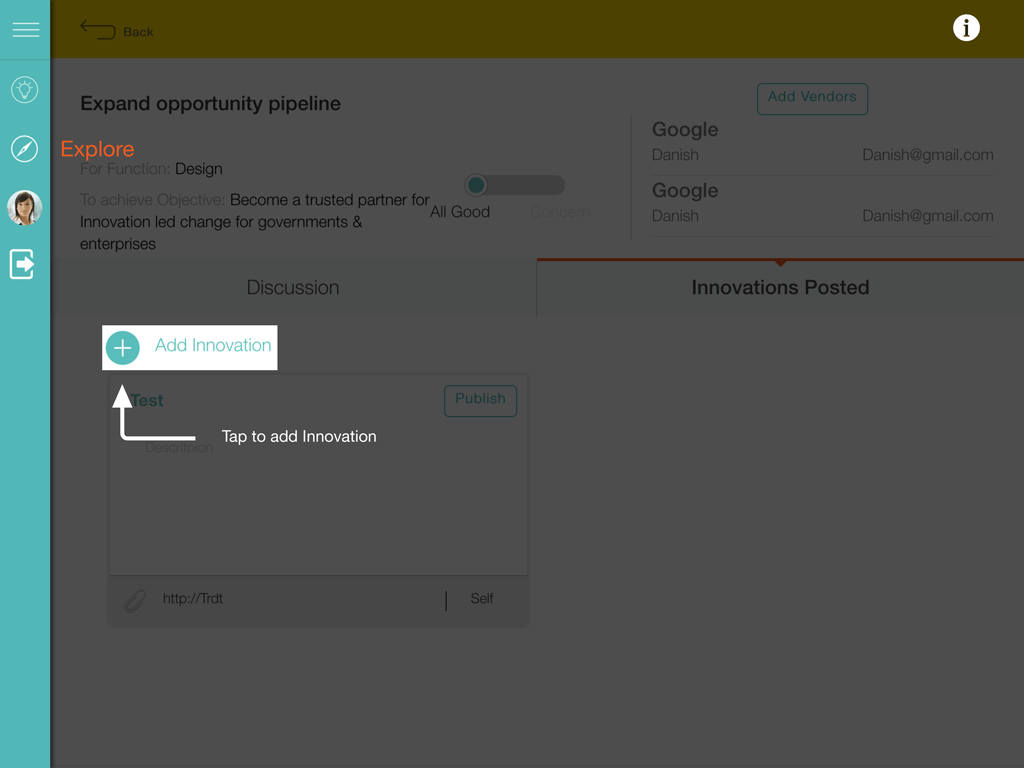 Back
i
Expand opportunity pipeline
Add Vendors
Google
Danish Danish@gmail.com
Explore
For Function: Design
To achieve Objective: Become a trusted partner for
Innovation led change for governments &
enterprises
All Good Concern
Google
Danish Danish@gmail.com
Discussion
Innovations Posted
Add Innovation
Test
Publish
Tap to add Innovation
Descritpion
http://Trdt
Self